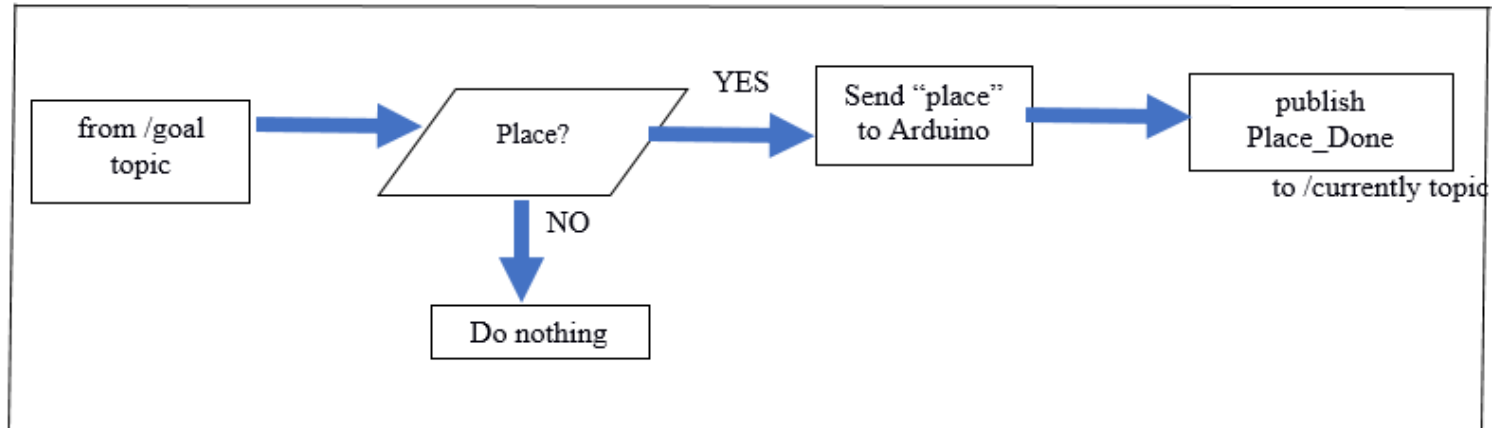 from /goal
topic
Place?
YES
NO
Do nothing
Send “place”
to Arduino
publish
Place_Done
to /currently topic